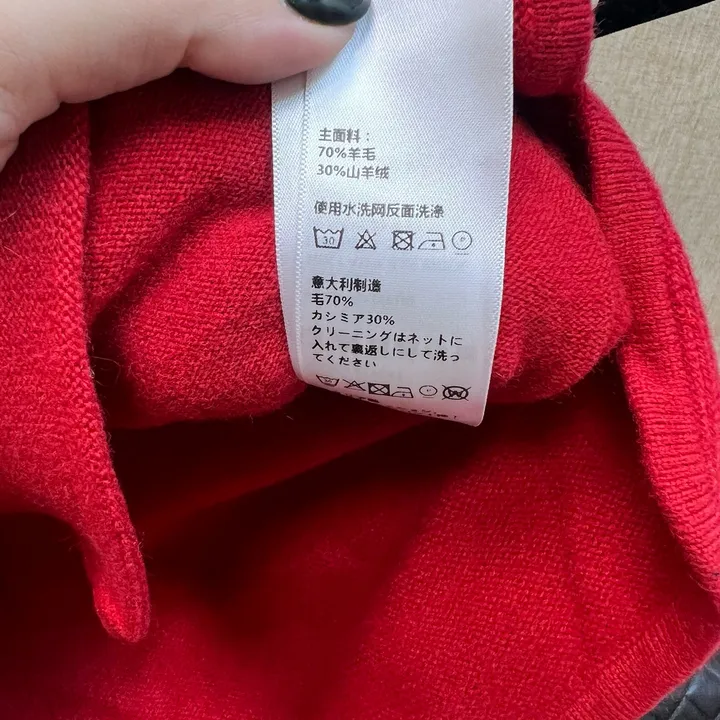 主面料：
70%羊毛
30%山羊绒
使用水洗网反面洗涤
30
P
意大利制造
毛70%
カシミア30%
クリーニングはネットに
入れて裏返しにして洗っ
てください